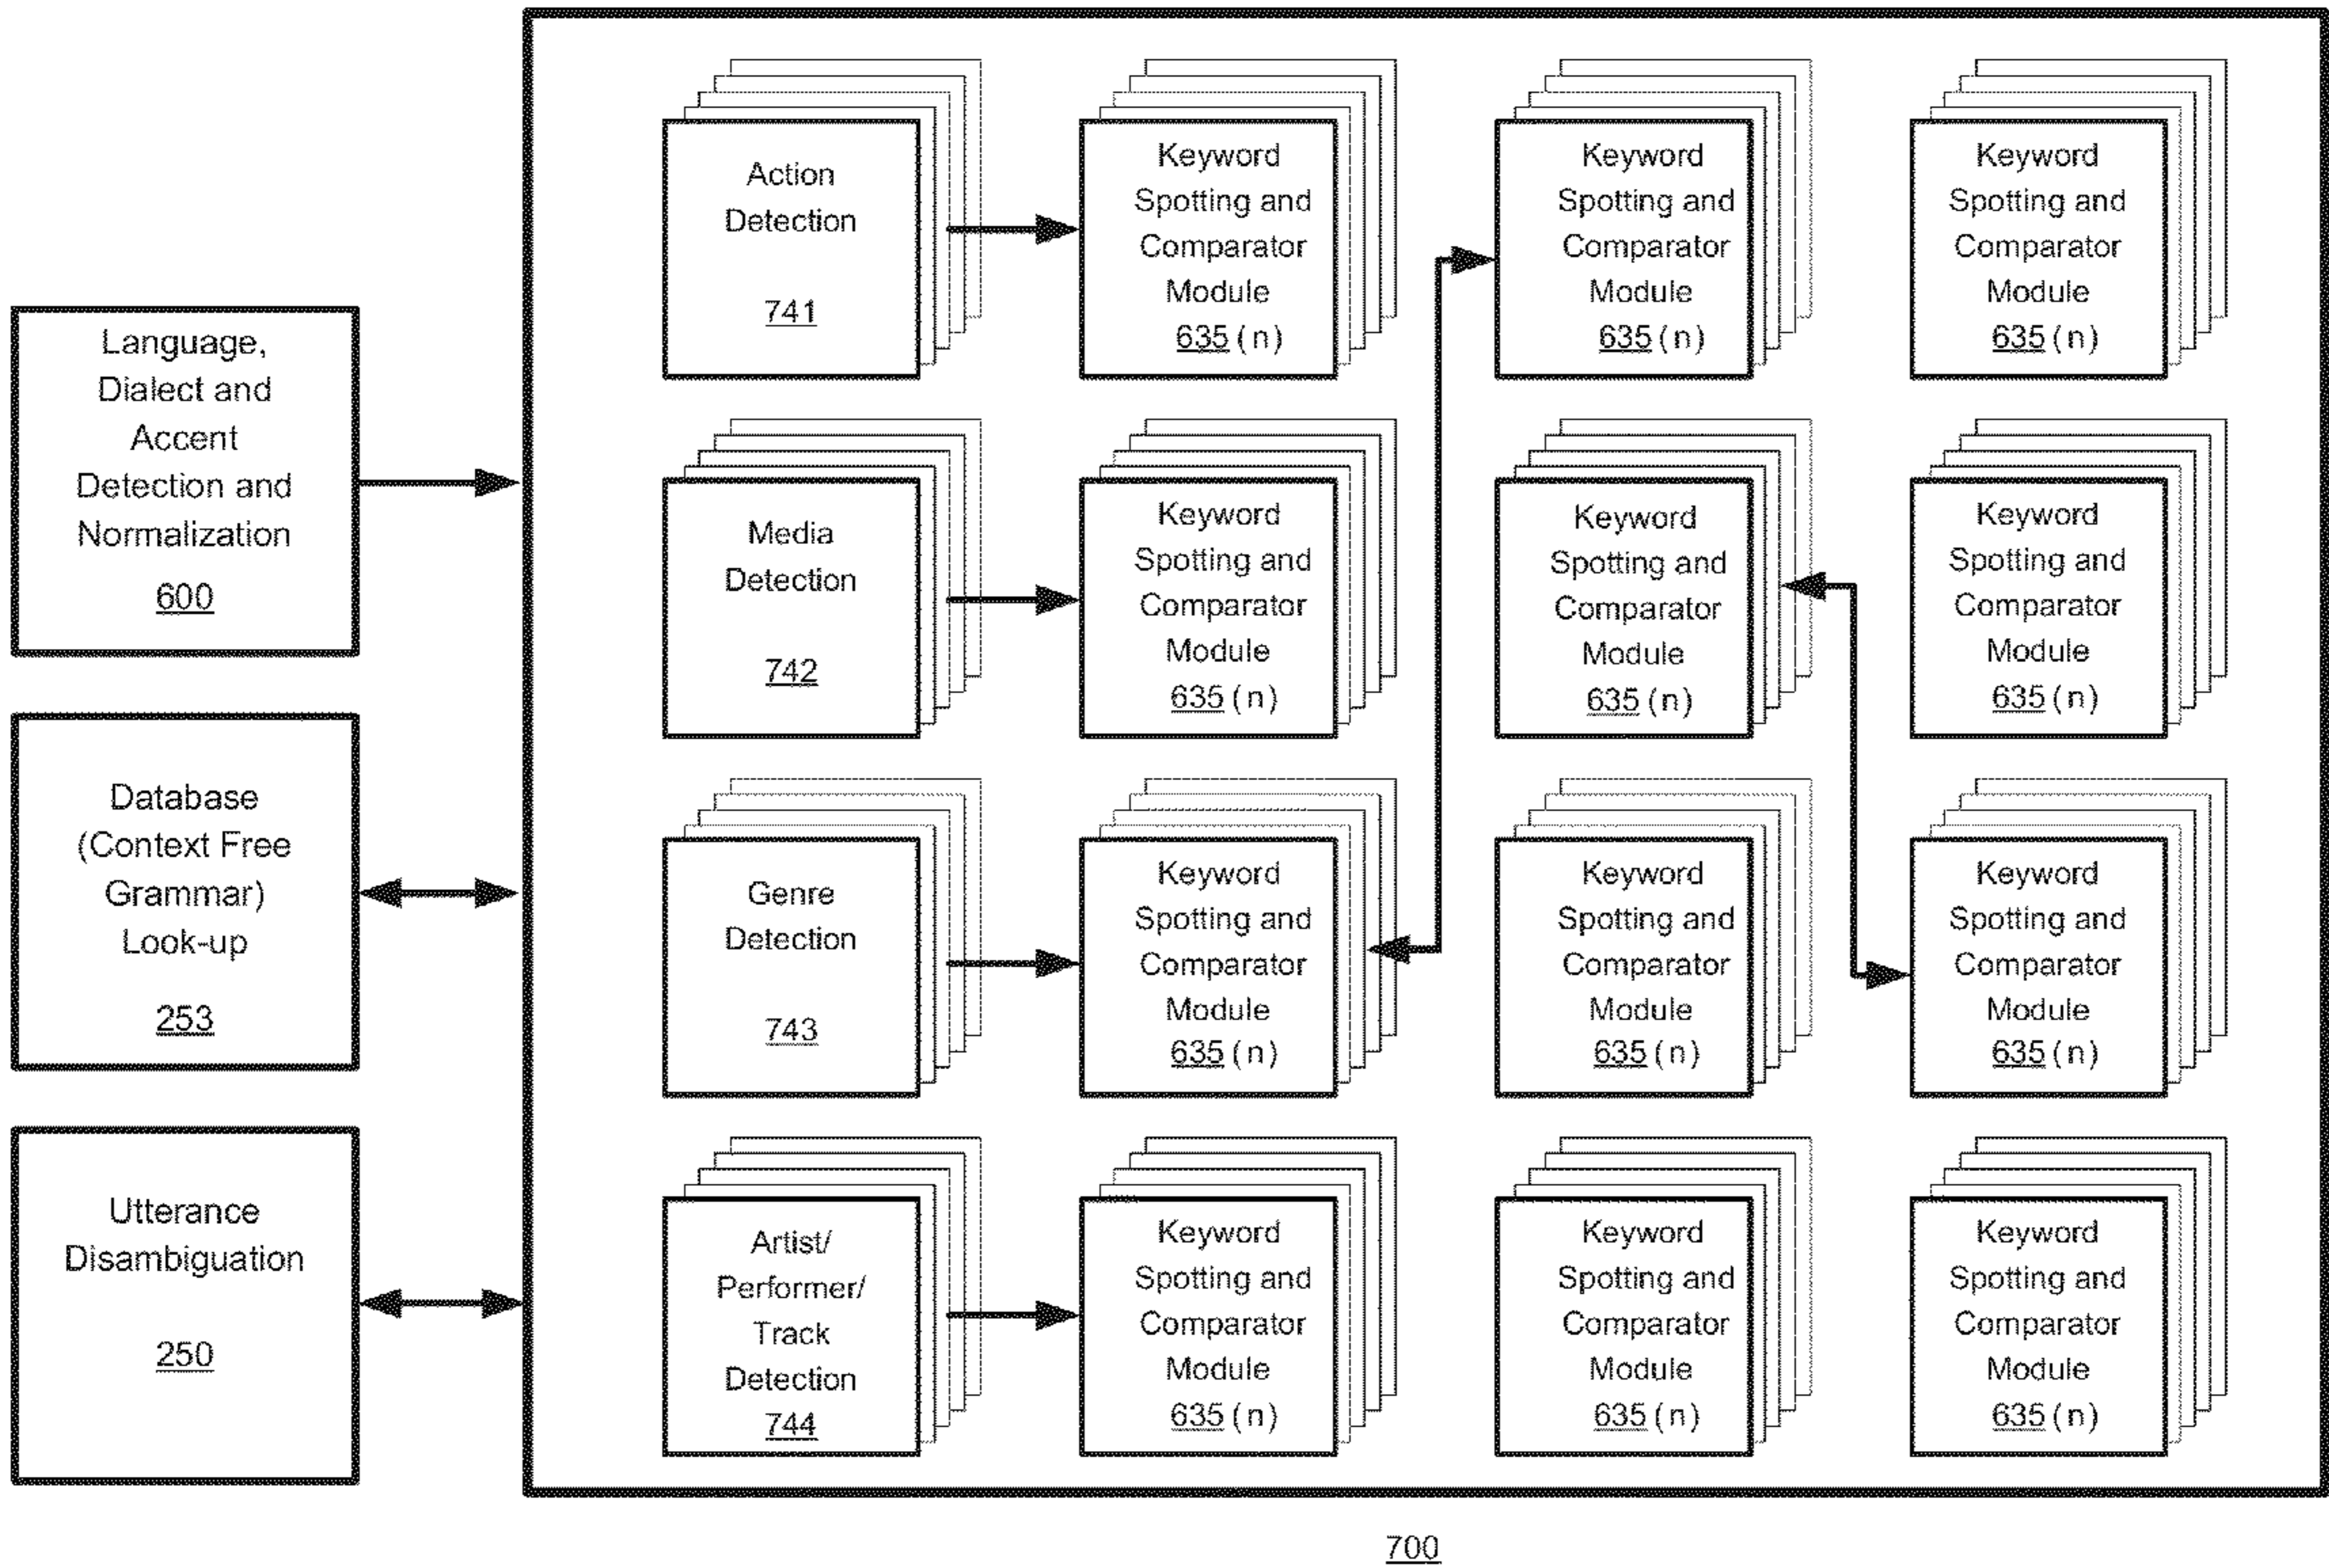 Language,
Dialect and
Accent
Detection and
Normalization
600
Database
(Context Free
Grammar)
Look-up
253
Utterance
Disambiguation
250
Action
Detection
741
Keyword
Spotting and
Comparator
Module
635 (n)
Keyword
Spotting and
Comparator
Module
635 (n)
Keyword
Spotting and
Comparator
Module
635 (n)
Media
Detection
742
Keyword
Spotting and
Comparator
Module
635 (n)
Keyword
Spotting and
Comparator
Module
635 (n)
Keyword
Spotting and
Comparator
Module
635 (n)
Genre
Detection
743
Keyword
Spotting and
Comparator
Module
635 (n)
Keyword
Spotting and
Comparator
Module
635 (n)
Keyword
Spotting and
Comparator
Module
635 (n)
Artist/
Performer/
Track
Detection
744
Keyword
Spotting and
Comparator
Module
635 (n)
Keyword
Spotting and
Comparator
Module
635 (n)
Keyword
Spotting and
Comparator
Module
635 (n)
700